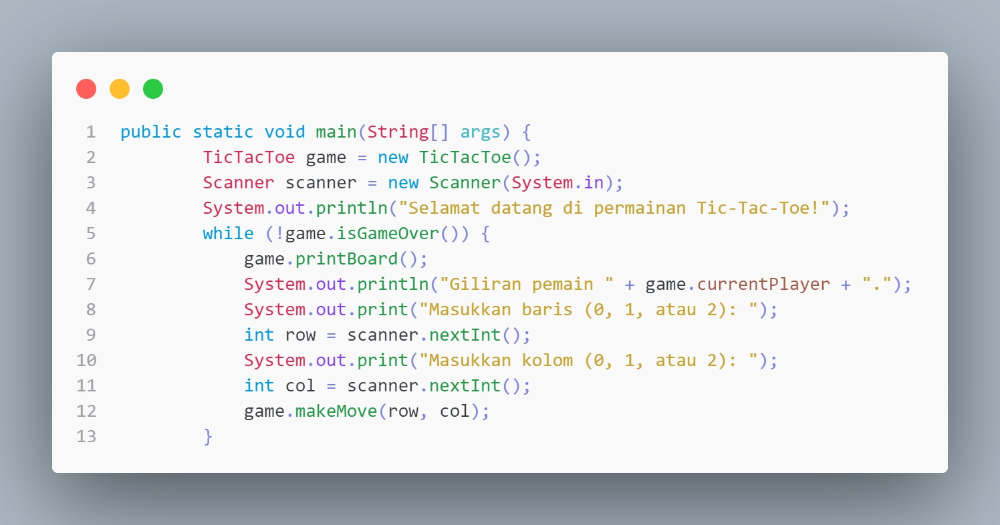 1 public static void main(String[] args) {
2         TicTacToe game = new TicTacToe();
3         Scanner scanner = new Scanner(System.in);
4         System.out.println("Selamat datang di permainan Tic-Tac-Toe!");
5         while (!game.isGameOver()) {
6             game.printBoard();
7             System.out.println("Giliran pemain " + game.currentPlayer + ".");
8             System.out.print("Masukkan baris (0, 1, atau 2): ");
9             int row = scanner.nextInt();
10             System.out.print("Masukkan kolom (0, 1, atau 2): ");
11             int col = scanner.nextInt();
12             game.makeMove(row, col);
13         }